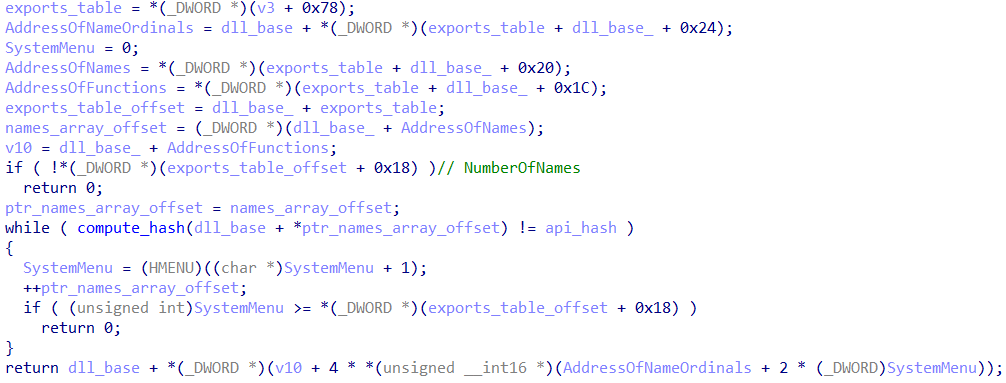 exports_table = *(_DWORD *)(v3 + 0x78);
AddressOfNameOrdinals = dll_base + *(_DWORD *)(exports_table + dll_base_ + 0x24);
SystemMenu = 0;
AddressOfNames = *(_DWORD *)(exports_table + dll_base_ + 0x20);
AddressOfFunctions = *(_DWORD *)(exports_table + dll_base_ + 0x1C);
exports_table_offset = dll_base_ + exports_table;
names_array_offset = (_DWORD *)(dll_base_ + AddressOfNames);
v10 = dll_base_ + AddressOfFunctions;
if ( !*(_DWORD *)(exports_table_offset + 0x18) )// NumberOfNames
  return 0;
ptr_names_array_offset = names_array_offset;
while ( compute_hash(dll_base + *ptr_names_array_offset) != api_hash )
{
  SystemMenu = (HMENU)((char *)SystemMenu + 1);
  ++ptr_names_array_offset;
  if ( (unsigned int)SystemMenu >= *(_DWORD *)(exports_table_offset + 0x18) )
    return 0;
}
return dll_base + *(_DWORD *)(v10 + 4 * *(unsigned __int16 *)(AddressOfNameOrdinals + 2 * (_DWORD)SystemMenu));